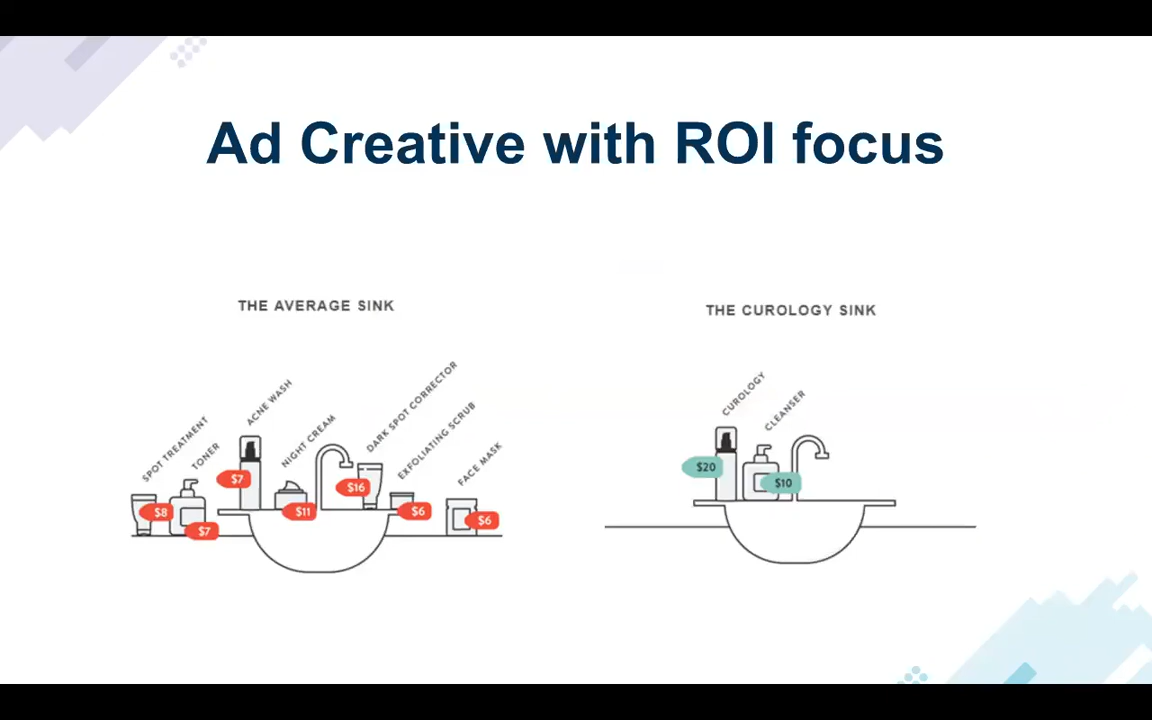 Ad Creative with ROI focus
THE AVERAGE SINK
SPOT TREATMENT
TONER
ACNE WASH
NIGHT CREAM
DARK SPOT CORRECTOR
EXFOLIATING SCRUB
FACE MASK
$8
$7
$7
$11
$16
$6
$6
THE CUROLOGY SINK
CUROLOGY
CLEANSER
$20
$10